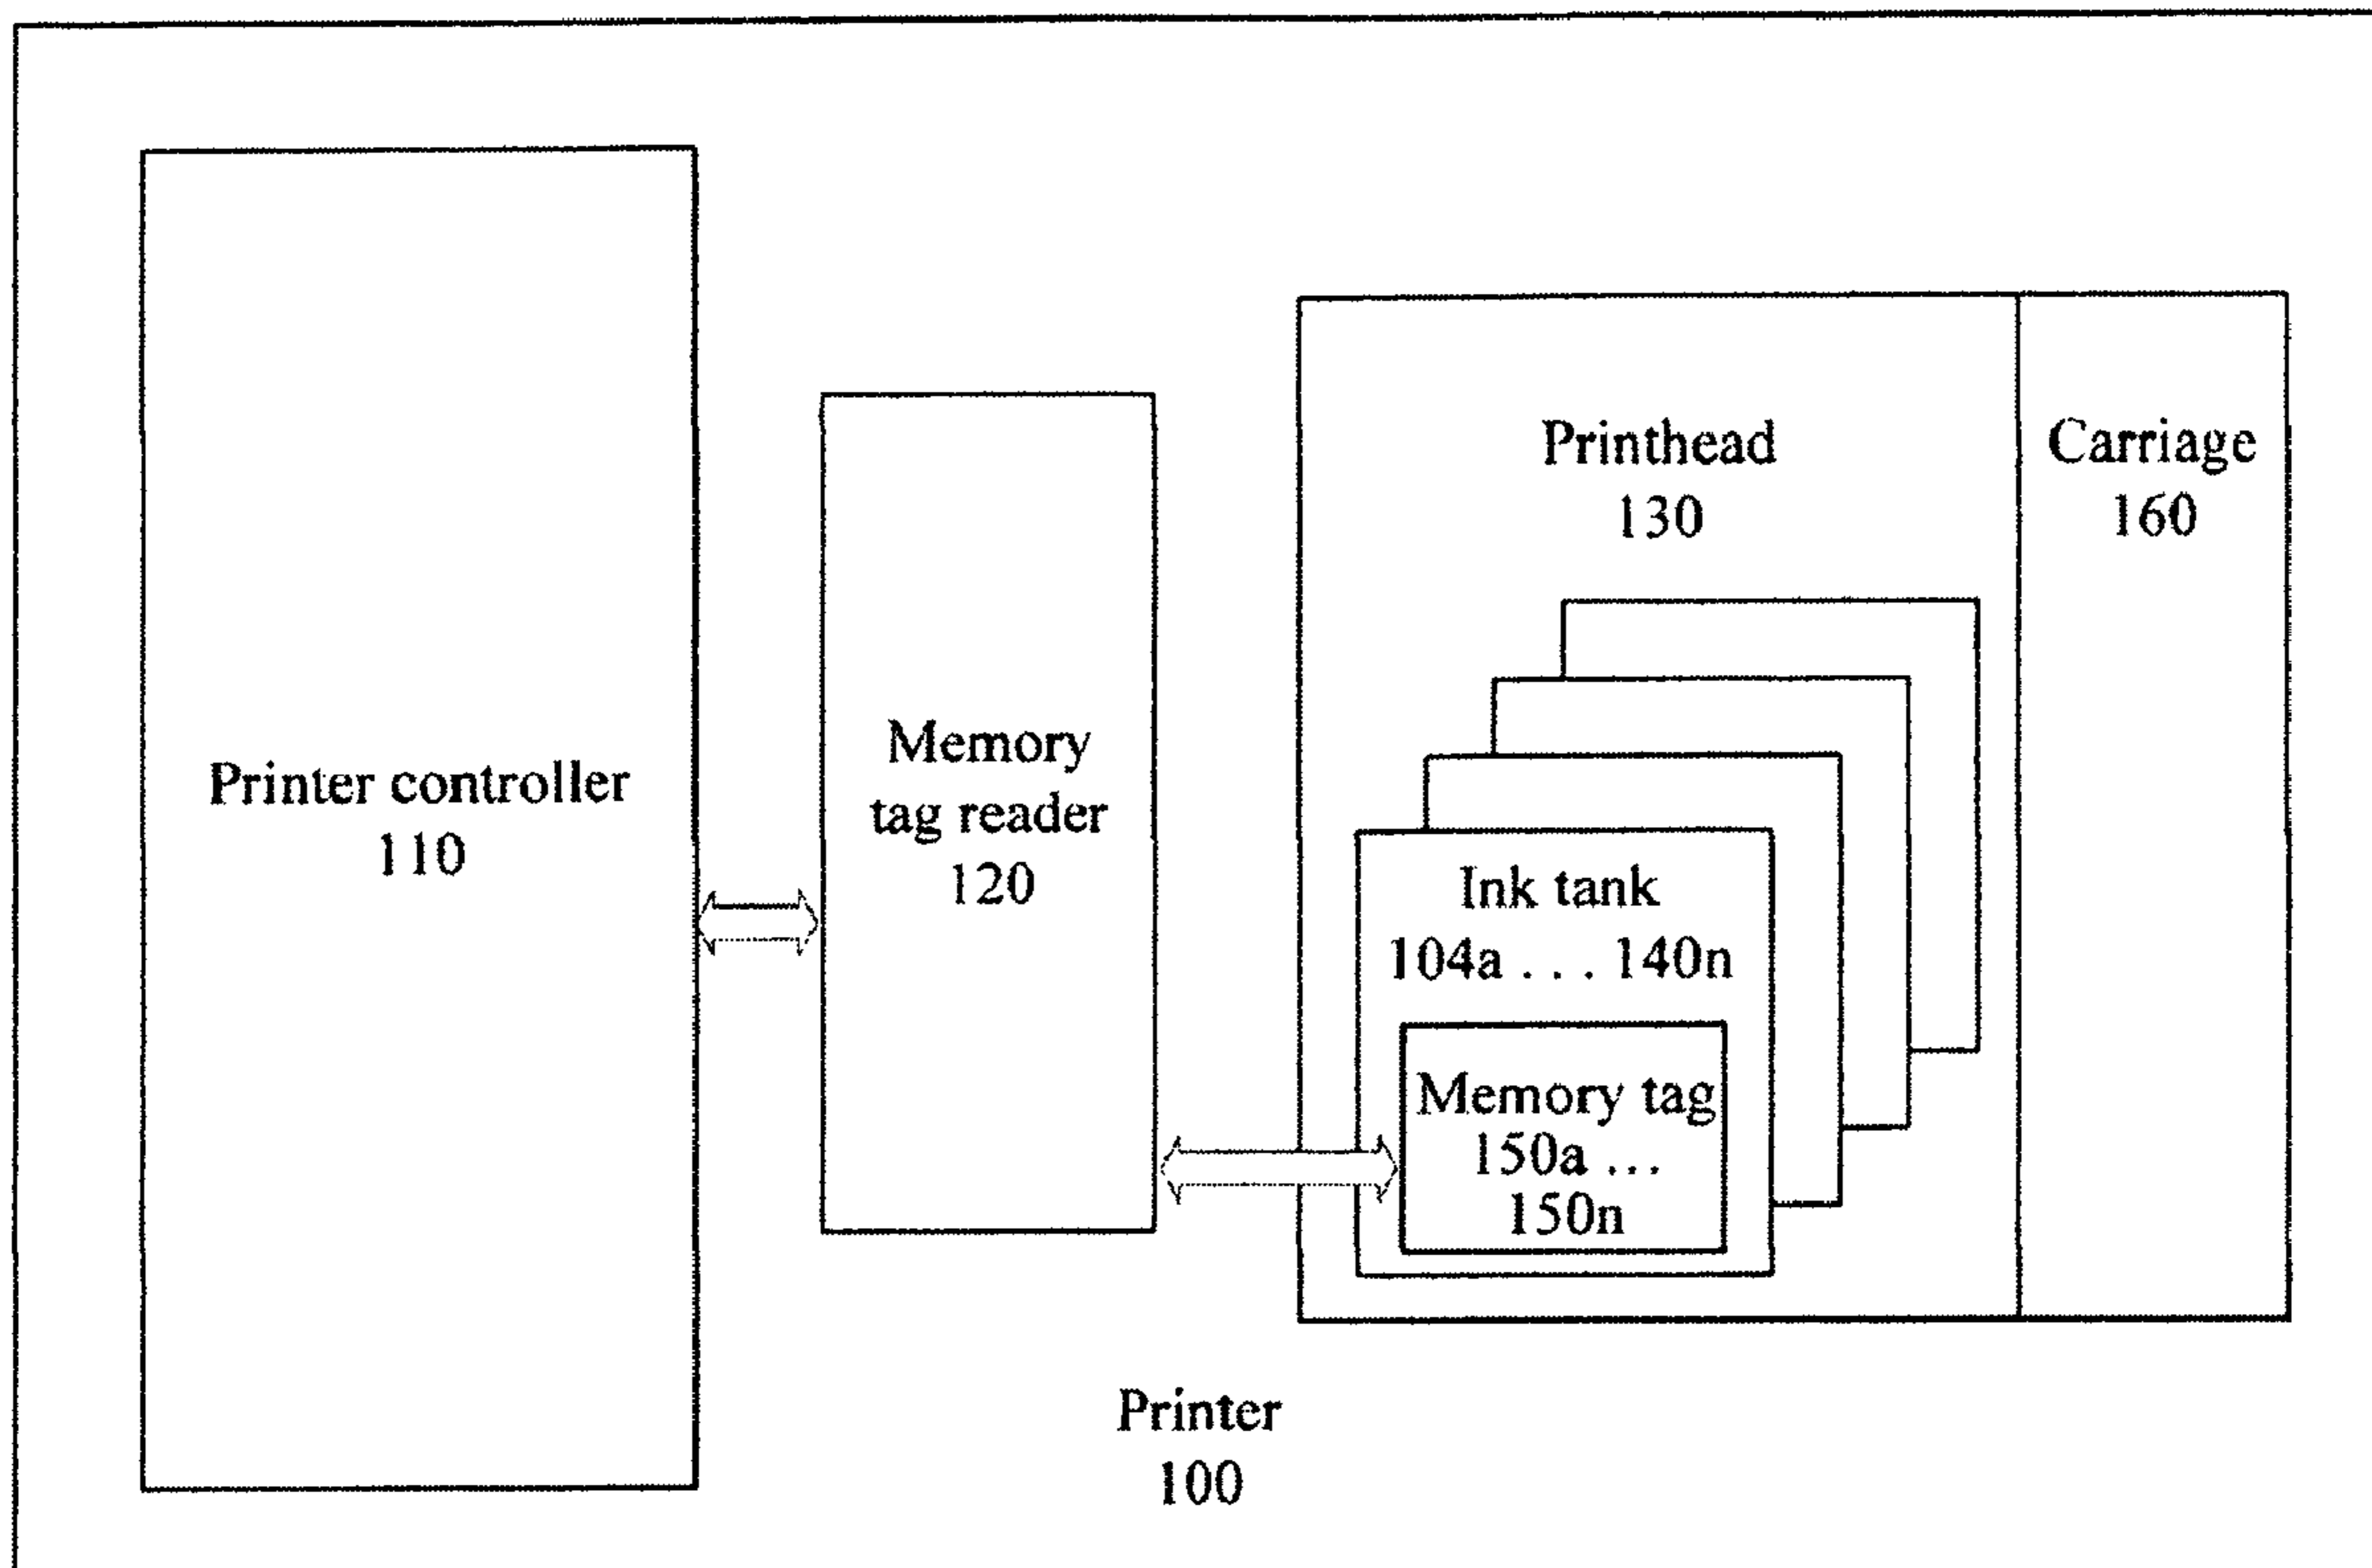 Printer controller
110
Memory
tag reader
120
Printhead
130
Carriage
160
Ink tank
104a . . . 140n
Memory tag
150a ...
150n
Printer
100